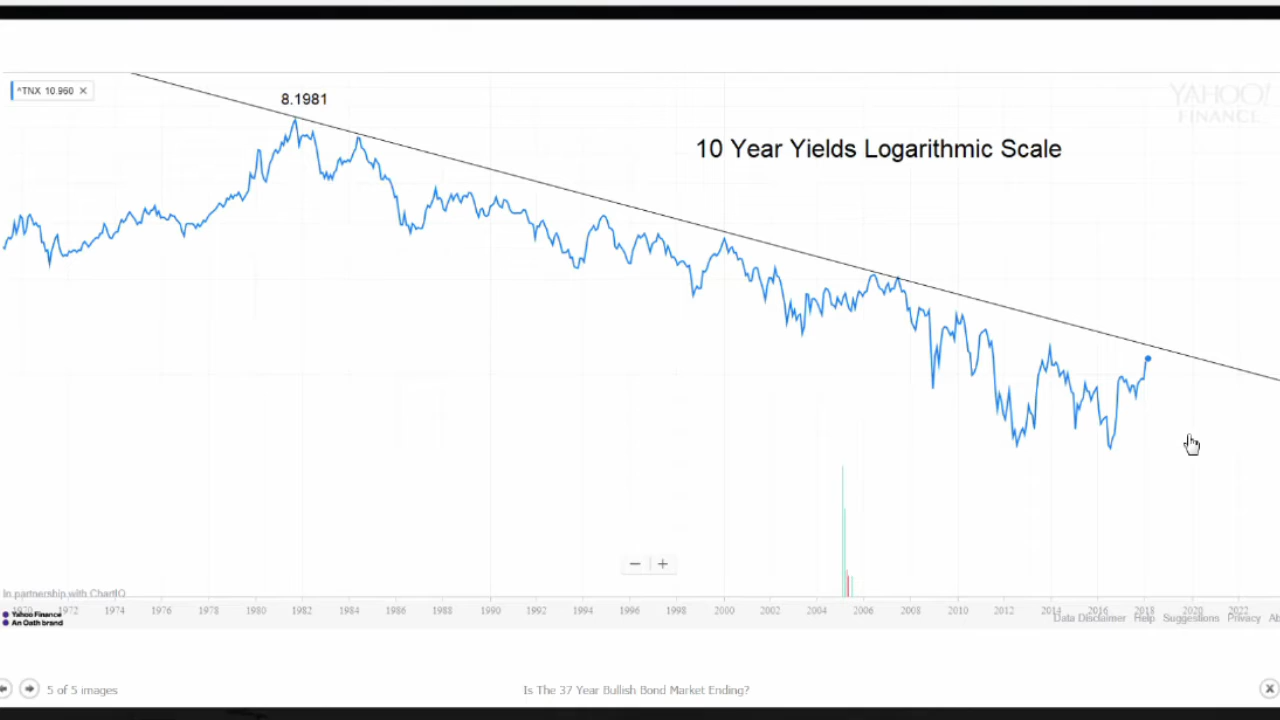 ^TNX 10.960 ×
8.1981
YAHOO!
FINANCE
10 Year Yields Logarithmic Scale
− +
In partnership with ChartIQ
1970 1972 1974 1976 1978 1980 1982 1984 1986 1988 1990 1992 1994 1996 1998 2000 2002 2004 2006 2008 2010 2012 2014 2016 2018 2020 2022
Yahoo Finance
An Oath brand
Data Disclaimer Help Suggestions Privacy Ab
5 of 5 images
Is The 37 Year Bullish Bond Market Ending?